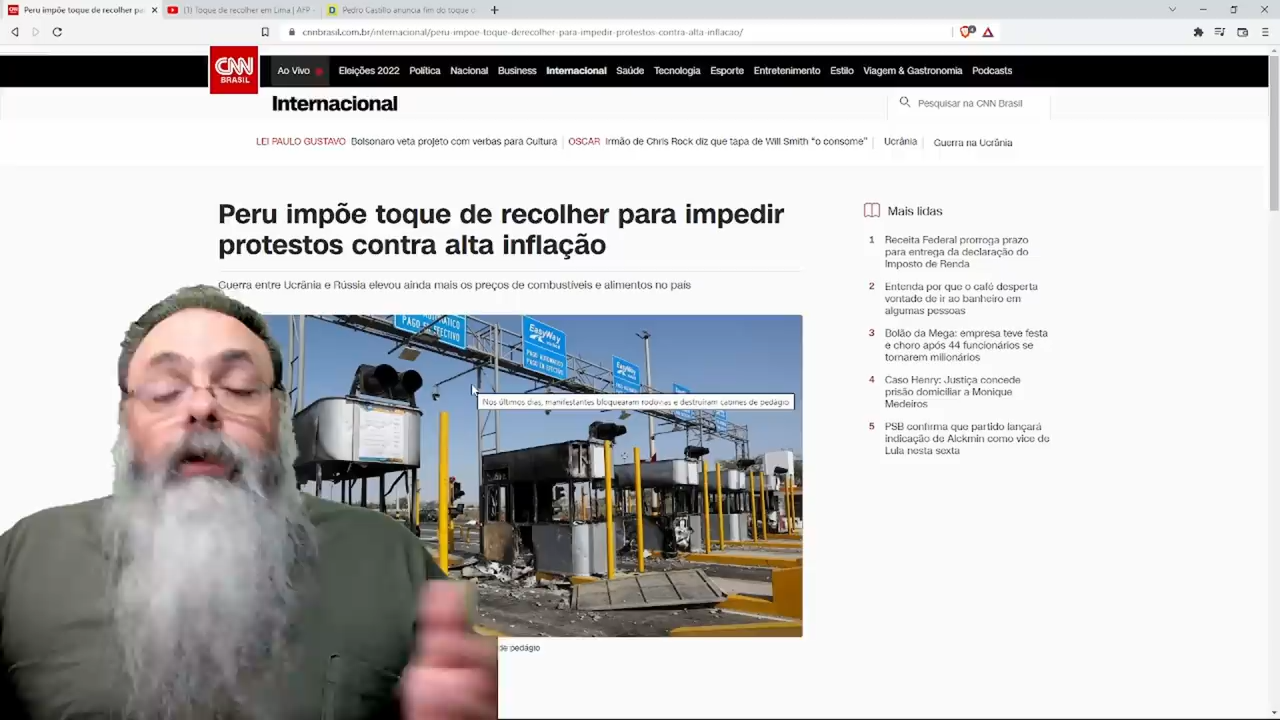 Peru impõe toque de recolher pa
(1) Toque de recolher em Lima | AFP -
Pedro Castillo anuncia fim do toque
cnnbrasil.com.br/internacional/peru-impoe-toque-derecolher-para-impedir-protestos-contra-alta-inflacao/
CNN
BRASIL
Ao Vivo
Eleições 2022
Política
Nacional
Business
Internacional
Saúde
Tecnologia
Esporte
Entretenimento
Estilo
Viagem & Gastronomia
Podcasts
Internacional
Pesquisar na CNN Brasil
LEI PAULO GUSTAVO Bolsonaro veta projeto com verbas para Cultura
OSCAR Irmão de Chris Rock diz que tapa de Will Smith "o consome"
Ucrânia
Guerra na Ucrânia
Peru impõe toque de recolher para impedir
protestos contra alta inflação
Guerra entre Ucrânia e Rússia elevou ainda mais os preços de combustíveis e alimentos no país
PAGO EFECTIVO
EasyWay
EasyWay
Nos últimos dias, manifestantes bloquearam rodovias e destruíram cabines de pedágio
de pedágio
Mais lidas
1 Receita Federal prorroga prazo
para entrega da declaração do
Imposto de Renda
2 Entenda por que o café desperta
vontade de ir ao banheiro em
algumas pessoas
3 Bolão da Mega: empresa teve festa
e choro após 44 funcionários se
tornarem milionários
4 Caso Henry: Justiça concede
prisão domiciliar a Monique
Medeiros
5 PSB confirma que partido lançará
indicação de Alckmin como vice de
Lula nesta sexta